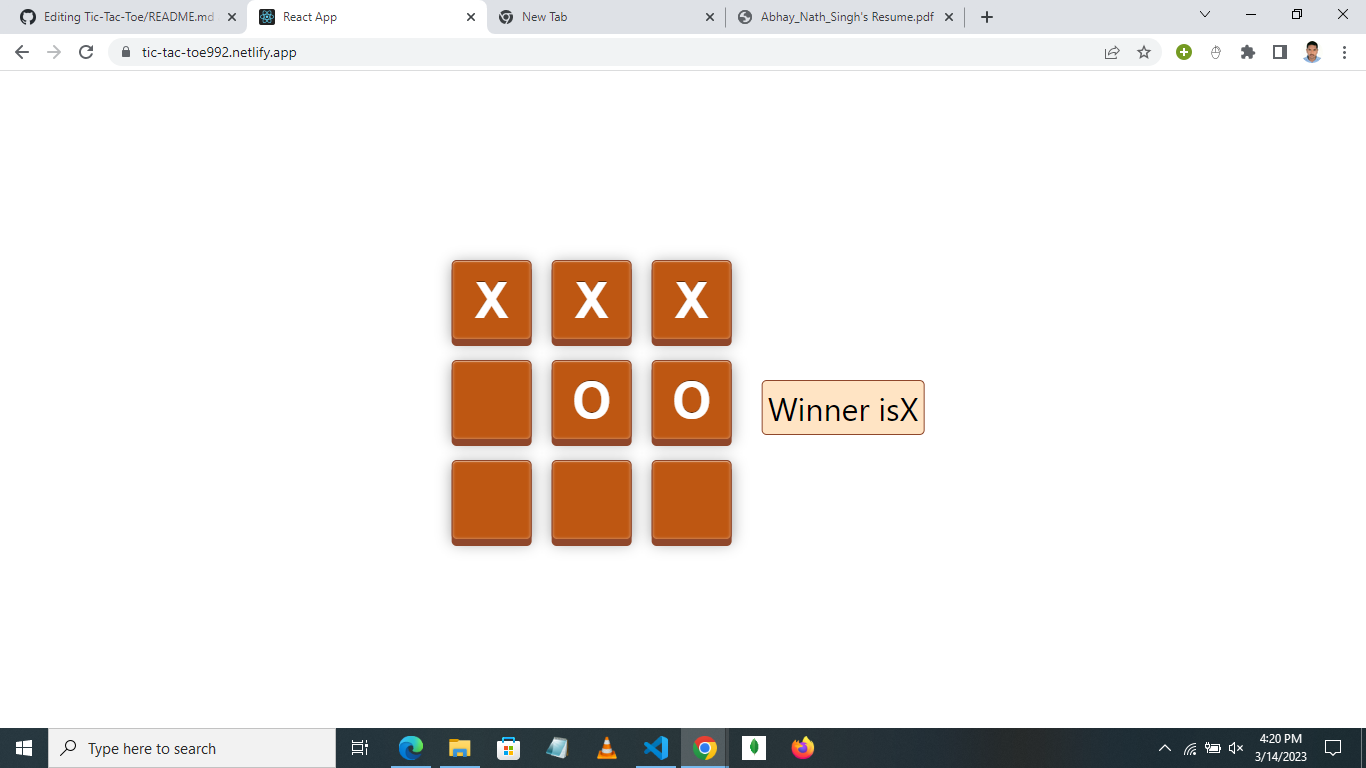 Editing Tic-Tac-Toe/README.md
React App
New Tab
Abhay_Nath_Singh's Resume.pdf
tic-tac-toe992.netlify.app
X X X
O O
Winner isX
Type here to search
4:20 PM
3/14/2023